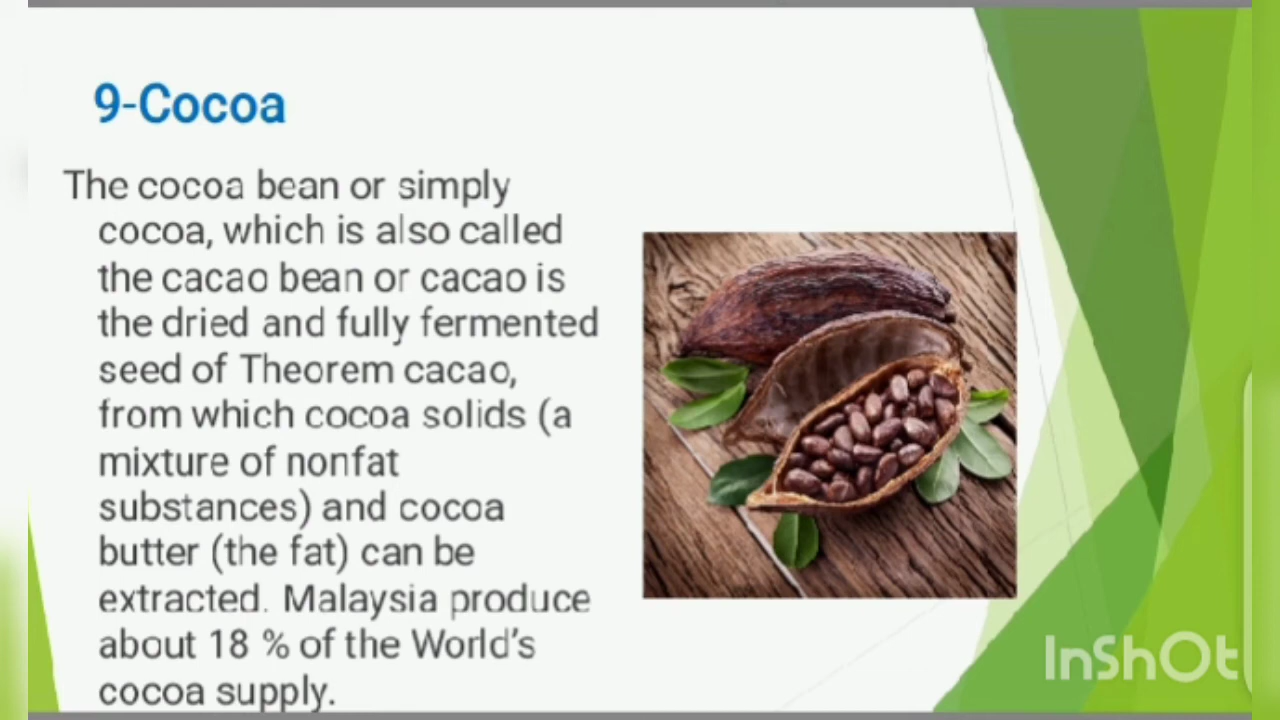 9-Cocoa
The cocoa bean or simply
cocoa, which is also called
the cacao bean or cacao is
the dried and fully fermented
seed of Theorem cacao,
from which cocoa solids (a
mixture of nonfat
substances) and cocoa
butter (the fat) can be
extracted. Malaysia produce
about 18 % of the World's
cocoa supply.
InShOt